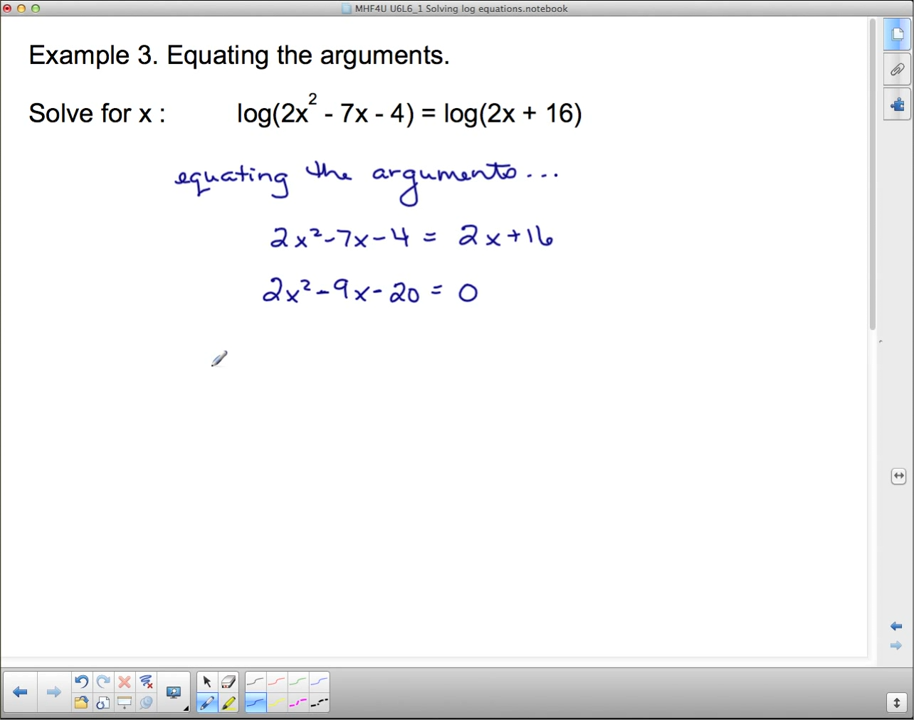 MHF4U U6L6_1 Solving log equations.notebook
Example 3. Equating the arguments.
Solve for x : log(2x² - 7x - 4) = log(2x + 16)
equating the arguments...
2x²-7x-4 = 2x+16
2x²-9x-20 = 0